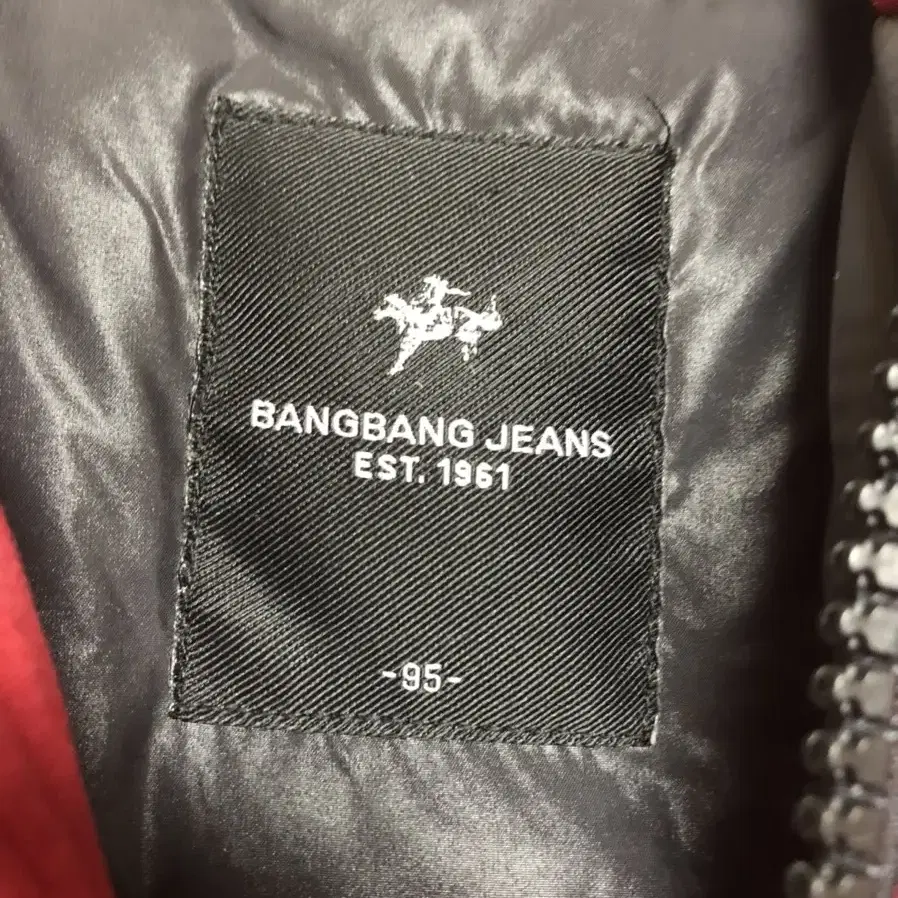 BANGBANG JEANS
EST. 1961
-95-